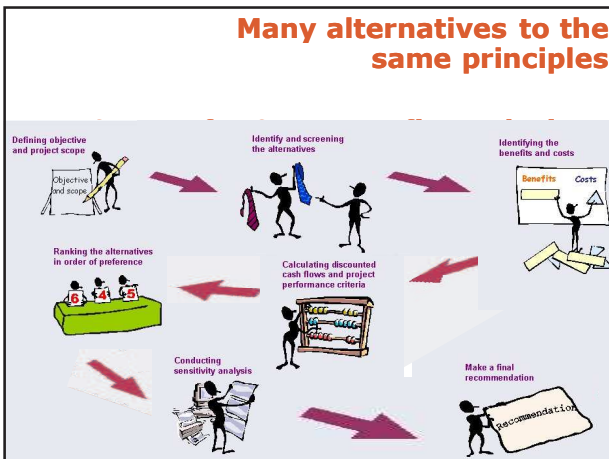 Many alternatives to the
same principles
Defining objective
and project scope
Objective
and scope
Identify and screening
the alternatives
Identifying the
benefits and costs
Benefits Costs
Ranking the alternatives
in order of preference
6 4 5
Calculating discounted
cash flows and project
performance criteria
Conducting
sensitivity analysis
Make a final
recommendation
Recommendation